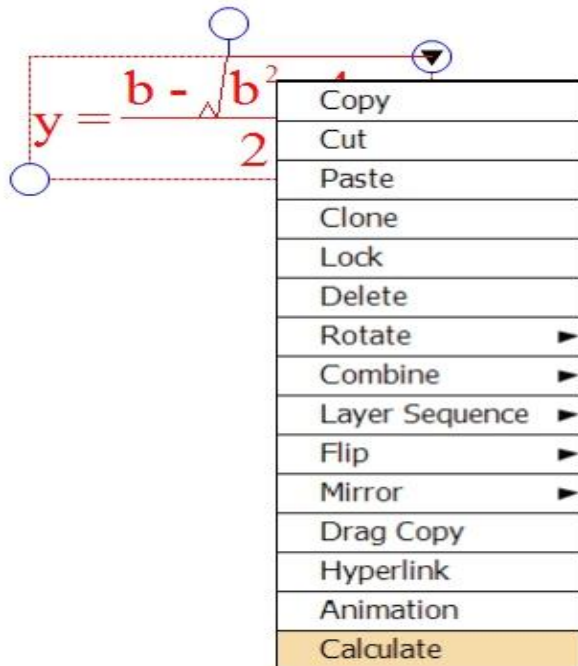 y = b - √b²
2
Copy
Cut
Paste
Clone
Lock
Delete
Rotate
Combine
Layer Sequence
Flip
Mirror
Drag Copy
Hyperlink
Animation
Calculate